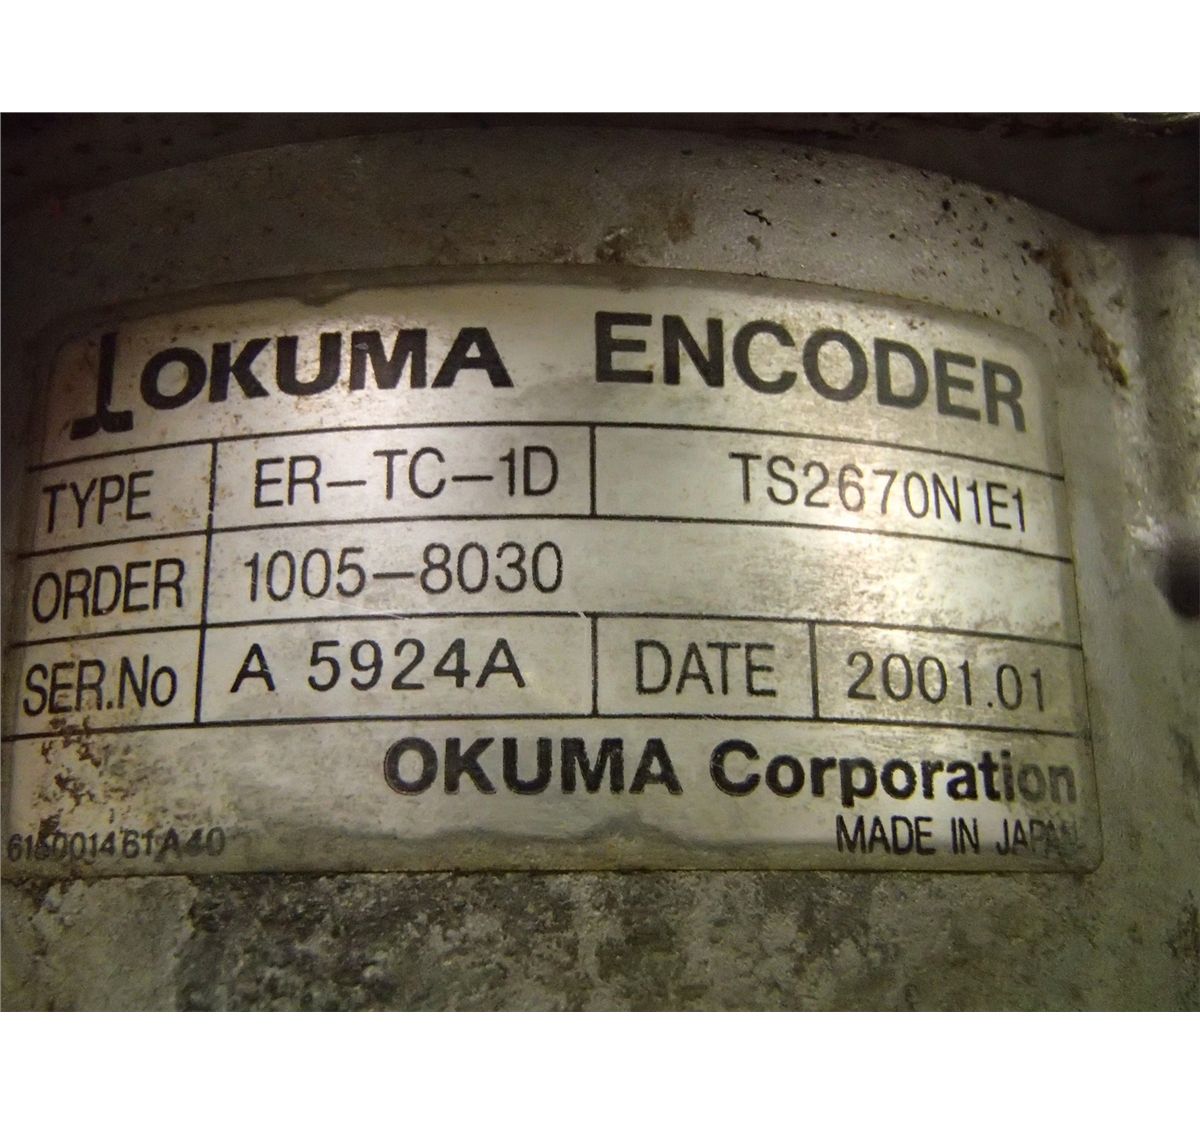 OKUMA ENCODER
TYPE ER-TC-1D TS2670N1E1
ORDER 1005-8030
SER.No A 5924A DATE 2001.01
OKUMA Corporation
MADE IN JAPAN